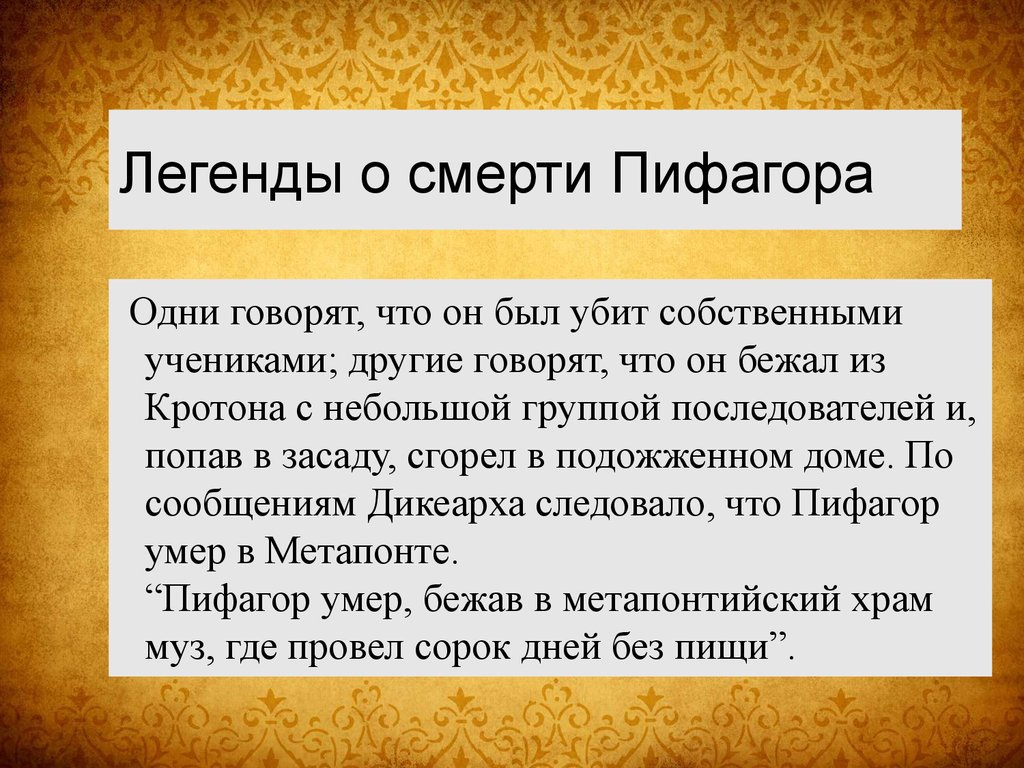 Легенды о смерти Пифагора
Одни говорят, что он был убит собственными
учениками; другие говорят, что он бежал из
Кротона с небольшой группой последователей и,
попав в засаду, сгорел в подожженном доме. По
сообщениям Дикеарха следовало, что Пифагор
умер в Метапонте.
“Пифагор умер, бежав в метапонтийский храм
муз, где провел сорок дней без пищи”.